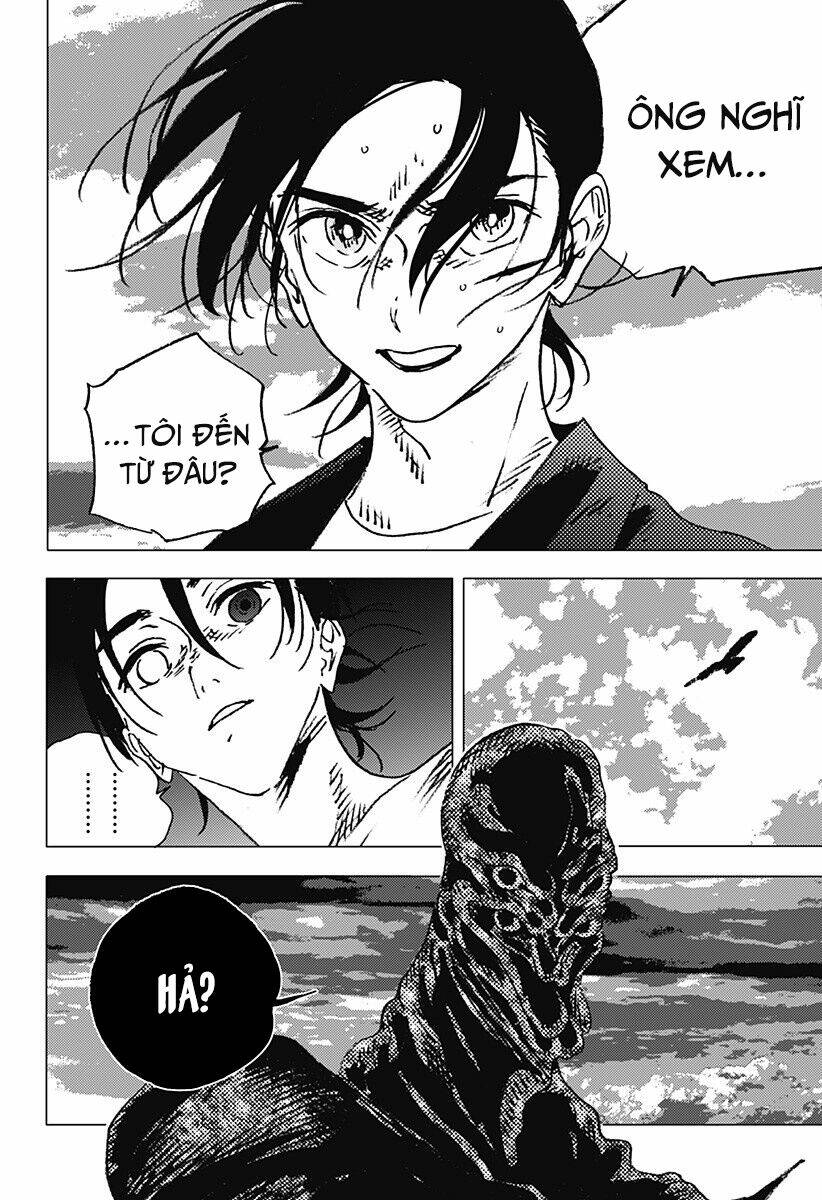 ÔNG NGHĨ
XEM...
...TÔI ĐẾN
TỪ ĐÂU?
......
......
HẢ?